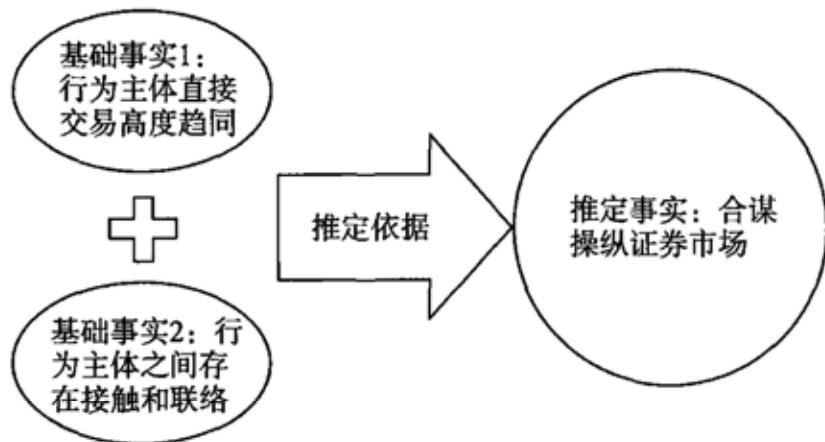 基础事实1：
行为主体直接
交易高度趋同
推定依据
推定事实：合谋
操纵证券市场
基础事实2：行
为主体之间存
在接触和联络